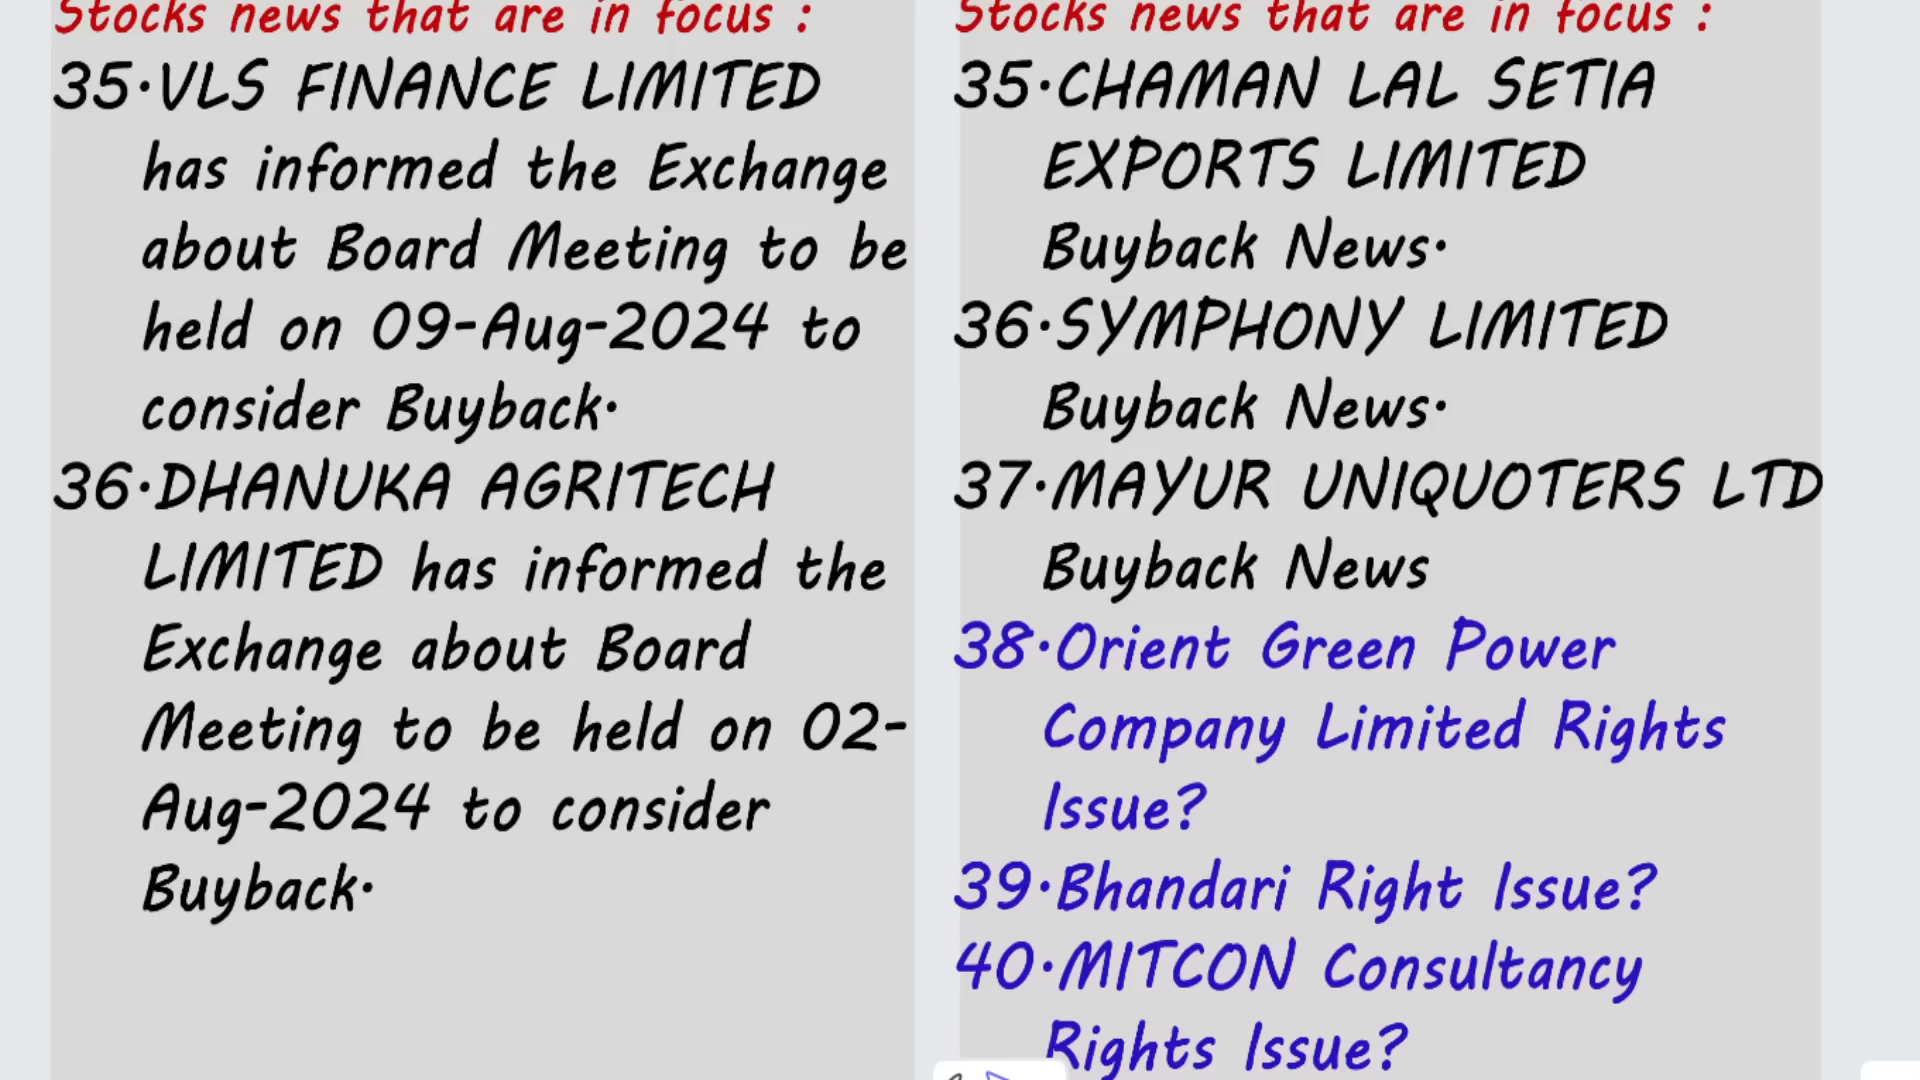 Stocks news that are in focus :
35.VLS FINANCE LIMITED
has informed the Exchange
about Board Meeting to be
held on 09-Aug-2024 to
consider Buyback.
36.DHANUKA AGRITECH
LIMITED has informed the
Exchange about Board
Meeting to be held on 02-
Aug-2024 to consider
Buyback.
Stocks news that are in focus :
35.CHAMAN LAL SETIA
EXPORTS LIMITED
Buyback News.
36.SYMPHONY LIMITED
Buyback News.
37.MAYUR UNIQUOTERS LTD
Buyback News
38.Orient Green Power
Company Limited Rights
Issue?
39.Bhandari Right Issue?
40.MITCON Consultancy
Rights Issue?